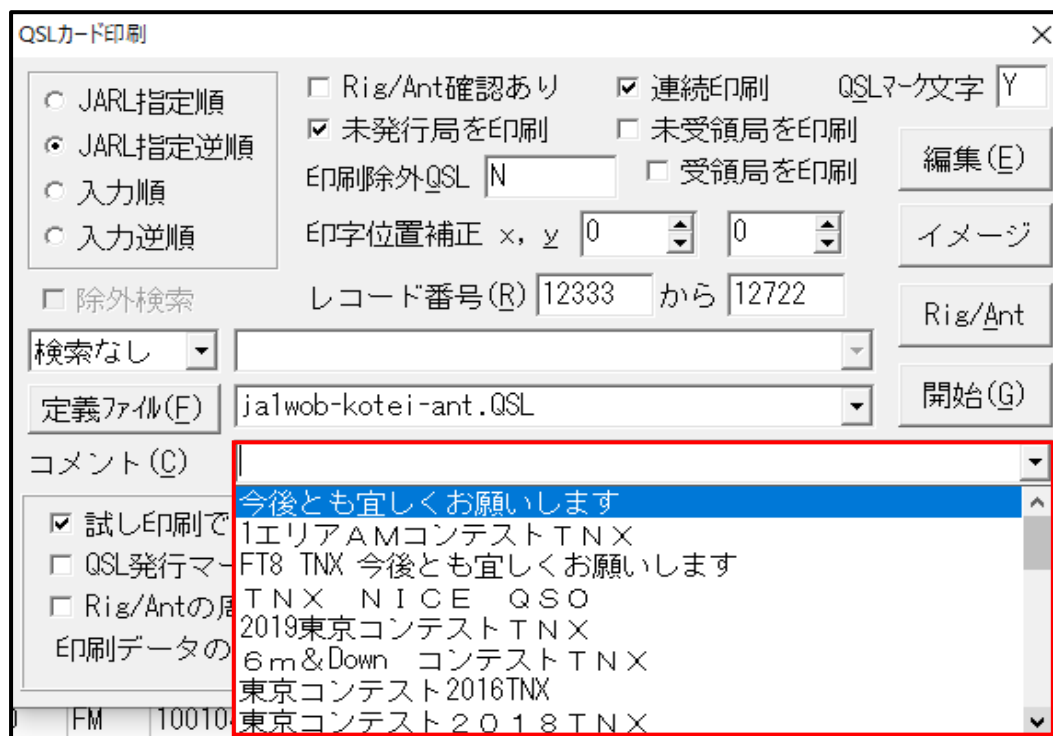 QSLカード印刷
JARL指定順
JARL指定逆順
入力順
入力逆順
Rig/Ant確認あり
連続印刷
QSLマーク文字 Y
未発行局を印刷
未受領局を印刷
印刷除外QSL N
受領局を印刷
編集(E)
印字位置補正 x, y 0 0
イメージ
除外検索
レコード番号(R) 12333 から 12722
Rig/Ant
検索なし
定義ファイル(F) ja1wob-kotei-ant.QSL
開始(G)
コメント(C)
今後とも宜しくお願いします
1エリアAMコンテストTNX
FT8 TNX 今後とも宜しくお願いします
TNX NICE QSO
2019東京コンテストTNX
6m&Down コンテストTNX
東京コンテスト2016TNX
東京コンテスト2018TNX
試し印刷で
QSL発行マー
Rig/Antの
印刷データの
FM 10010